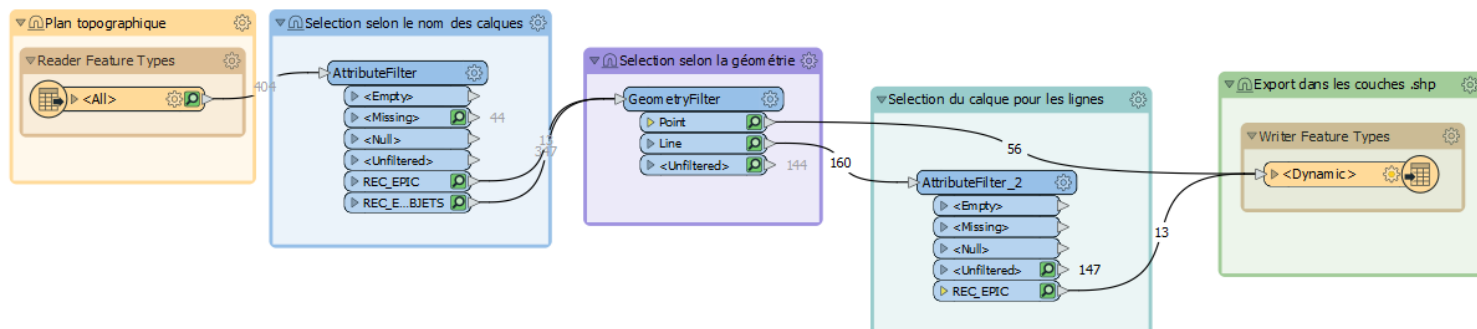 Plan topographique
Reader Feature Types
<All>
404
Selection selon le nom des calques
AttributeFilter
<Empty>
<Missing>
44
<Null>
<Unfiltered>
REC_EPIC
REC_E...BJETS
347
Selection selon la géométrie
GeometryFilter
Point
Line
<Unfiltered>
144
160
56
Selection du calque pour les lignes
AttributeFilter_2
<Empty>
<Missing>
<Null>
<Unfiltered>
147
REC_EPIC
13
Export dans les couches .shp
Writer Feature Types
<Dynamic>